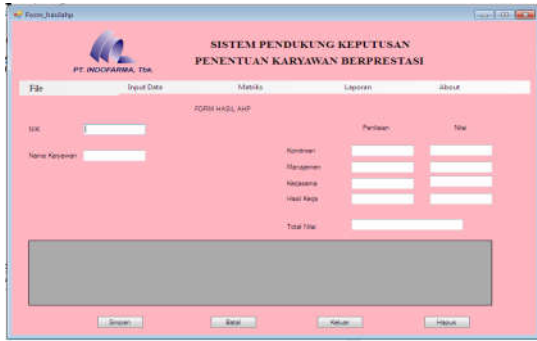 Form_hasilahp
SISTEM PENDUKUNG KEPUTUSAN
PENENTUAN KARYAWAN BERPRESTASI
PT. INDOFARMA, Tbk.
File Input Data Matriks Laporan About
FORM HASIL AHP
NIK
Penilaian Nilai
Nama Karyawan
Komitmen
Manajemen
Kerjasama
Hasil Kerja
Total Nilai
Simpan Batal Keluar Hapus